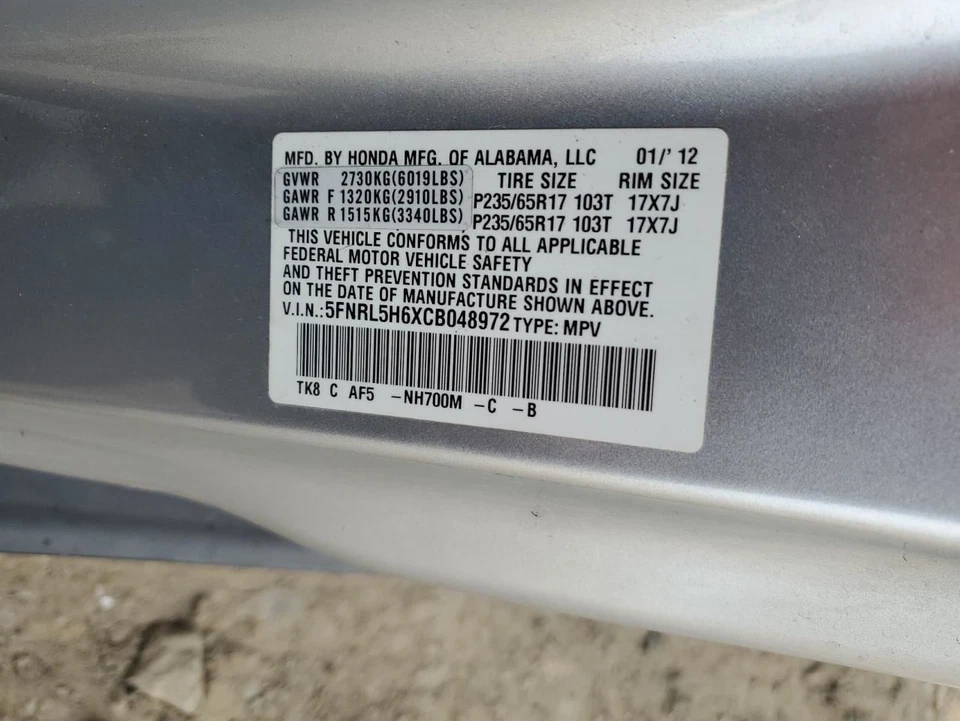 MFD. BY HONDA MFG. OF ALABAMA, LLC 01/'12
GVWR 2730KG(6019LBS) TIRE SIZE RIM SIZE
GAWR F 1320KG(2910LBS) P235/65R17 103T 17X7J
GAWR R 1515KG(3340LBS) P235/65R17 103T 17X7J
THIS VEHICLE CONFORMS TO ALL APPLICABLE
FEDERAL MOTOR VEHICLE SAFETY
AND THEFT PREVENTION STANDARDS IN EFFECT
ON THE DATE OF MANUFACTURE SHOWN ABOVE.
V.I.N.:5FNRL5H6XCB048972 TYPE: MPV
TK8 C AF5 -NH700M -C -B